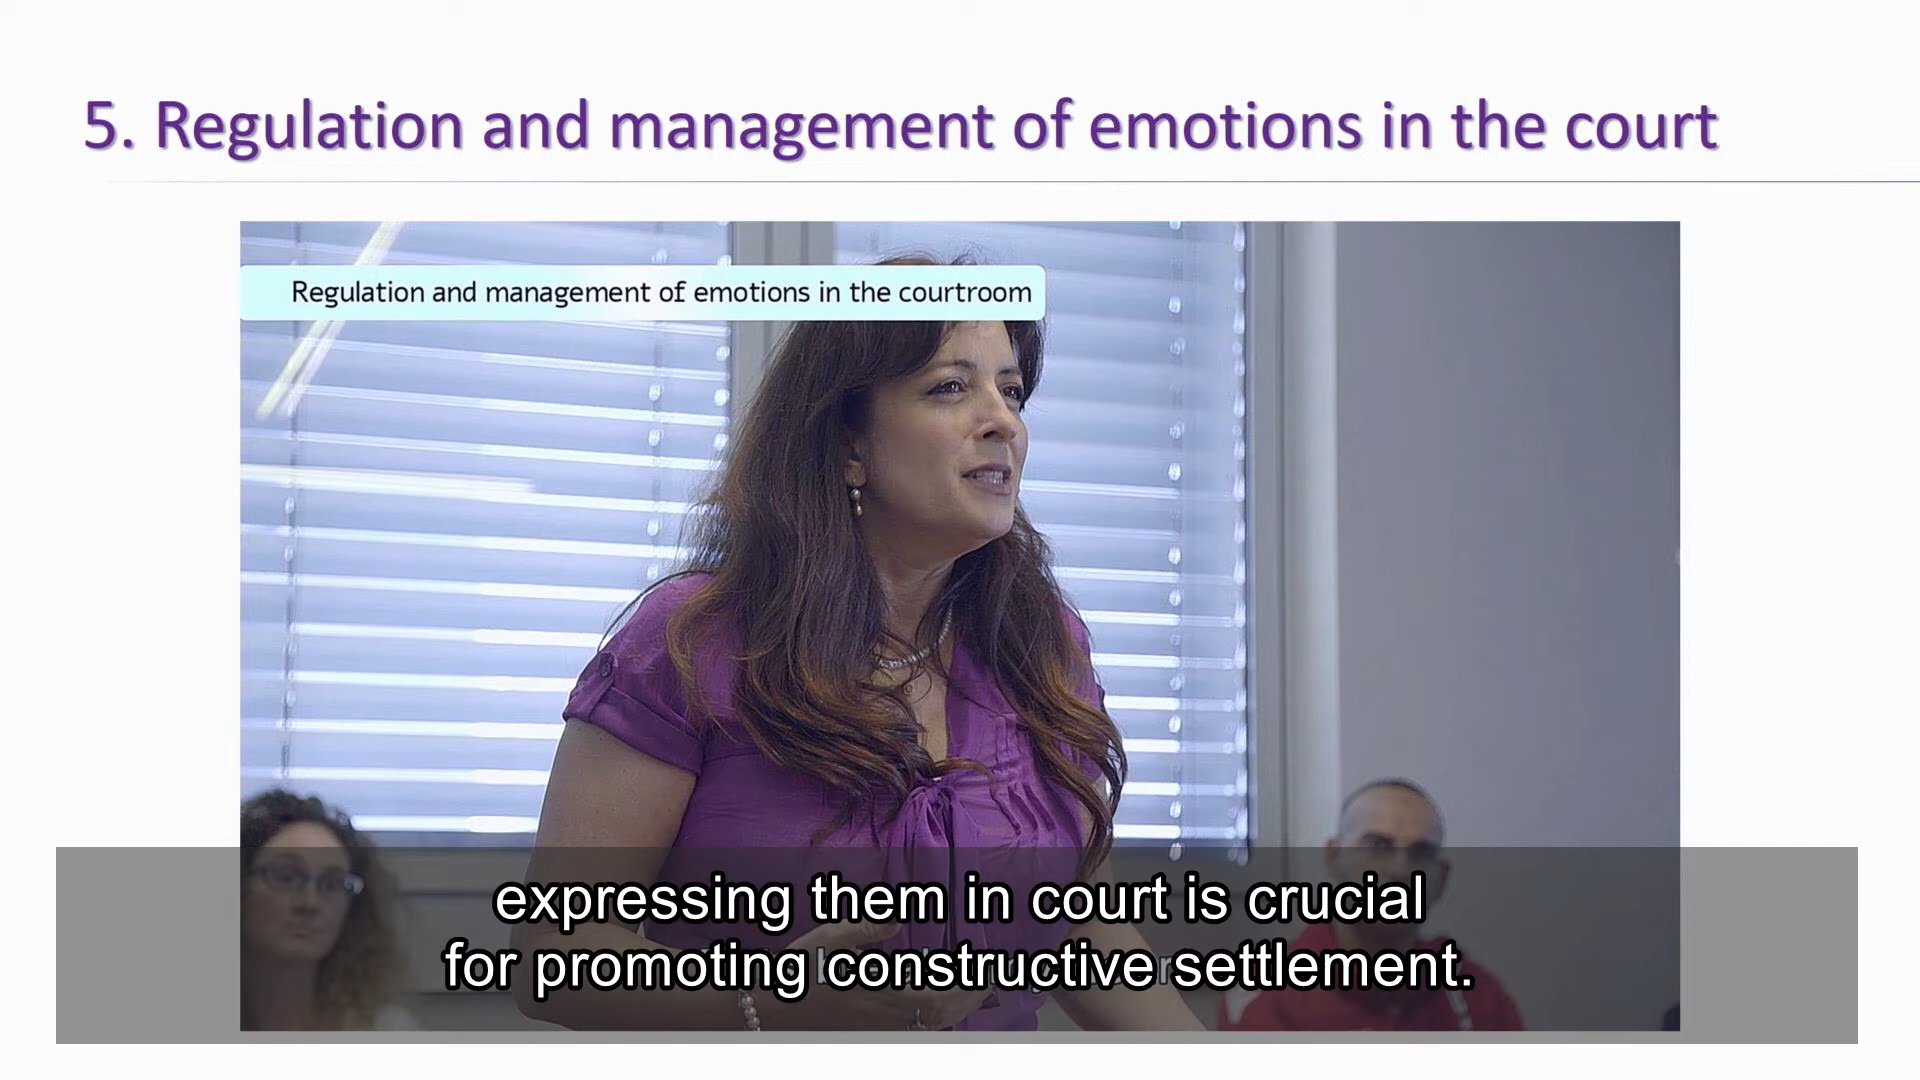 5. Regulation and management of emotions in the court
Regulation and management of emotions in the courtroom
expressing them in court is crucial
for promoting constructive settlement.